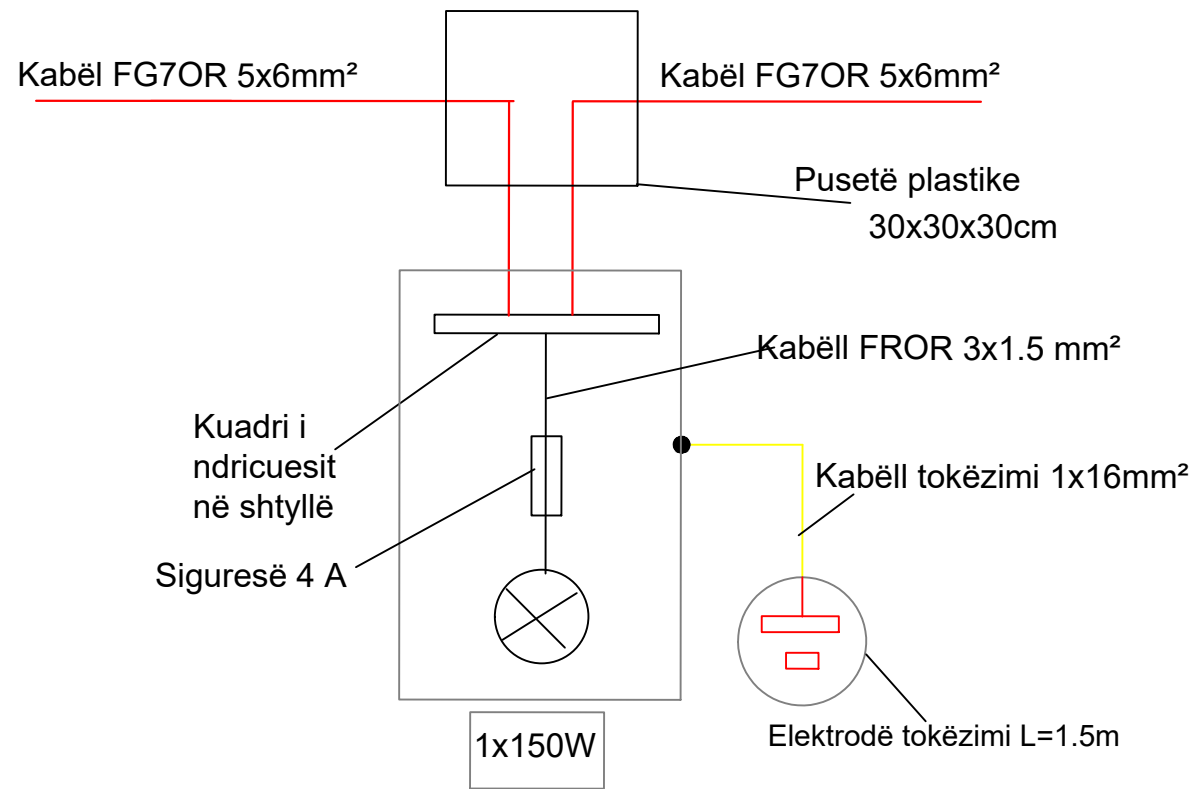 Kabël FG7OR 5x6mm²
Kabël FG7OR 5x6mm²
Pusetë plastike
30x30x30cm
Kabëll FROR 3x1.5 mm²
Kuadri i
ndricuesit
në shtyllë
Kabëll tokëzimi 1x16mm²
Siguresë 4 A
Elektrodë tokëzimi L=1.5m
1x150W